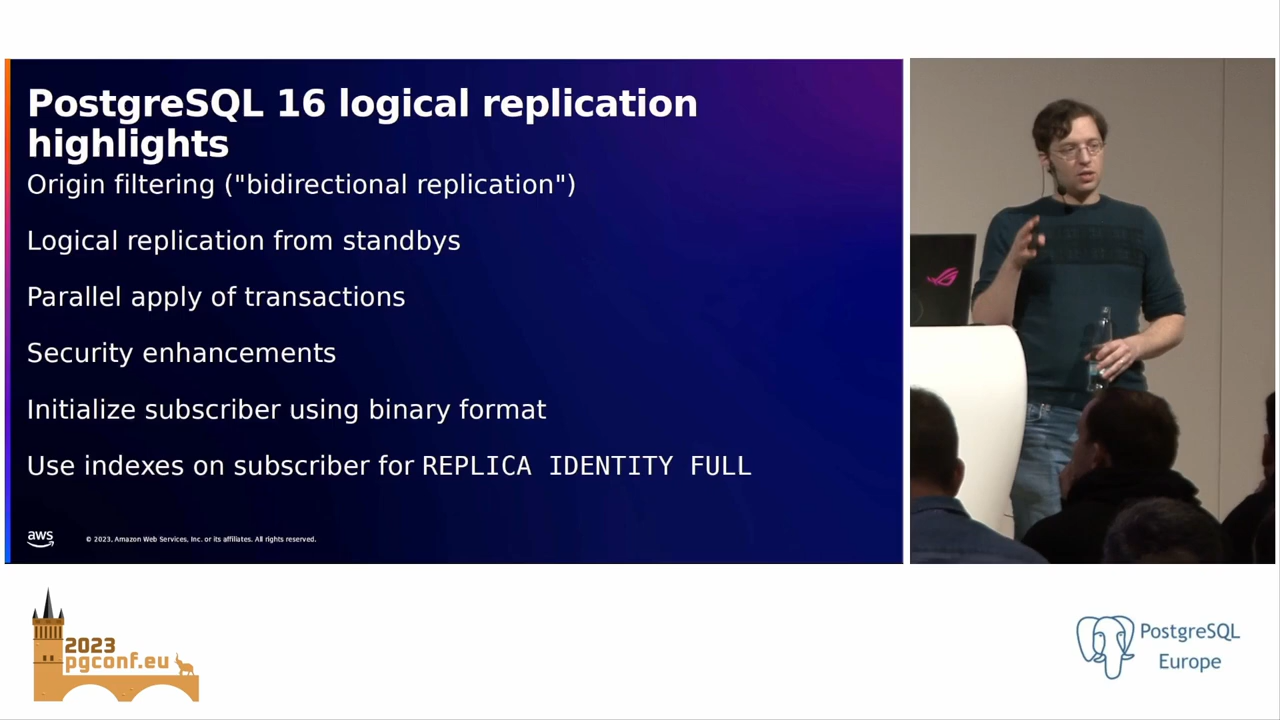 PostgreSQL 16 logical replication
highlights
Origin filtering ("bidirectional replication")
Logical replication from standbys
Parallel apply of transactions
Security enhancements
Initialize subscriber using binary format
Use indexes on subscriber for REPLICA IDENTITY FULL
aws
© 2023, Amazon Web Services, Inc. or its affiliates. All rights reserved.
2023
pgconf.eu
PostgreSQL
Europe